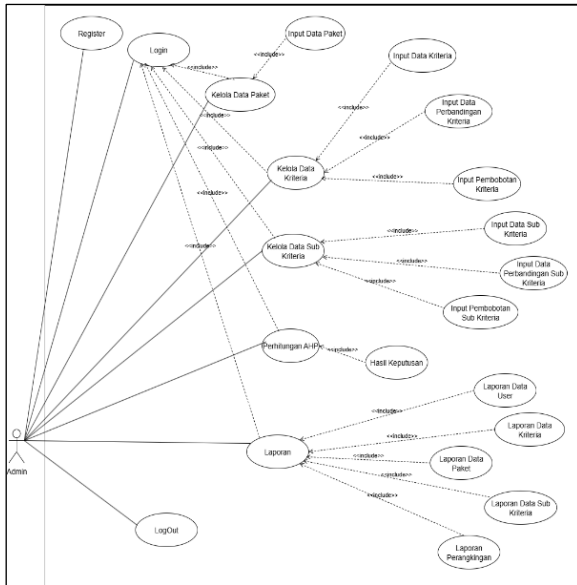 Register
Login
Input Data Paket
<<include>>
<<include>>
Kelola Data Paket
Input Data Kriteria
<<include>>
Input Data
Perbandingan
Kriteria
<<include>>
<<include>>
Kelola Data
Kriteria
<<include>>
Input Pembobotan
Kriteria
<<include>>
Input Data Sub
Kriteria
<<include>>
Kelola Data Sub
Kriteria
<<include>>
Input Data
Perbandingan Sub
Kriteria
<<include>>
<<include>>
Input Pembobotan
Sub Kriteria
<<include>>
Perhitungan AHP
<<include>>
Hasil Keputusan
Laporan Data
User
<<include>>
Laporan Data
Kriteria
<<include>>
Laporan
Laporan Data
Paket
<<include>>
Admin
<<include>>
Laporan Data Sub
Kriteria
<<include>>
LogOut
Laporan
Perangkingan